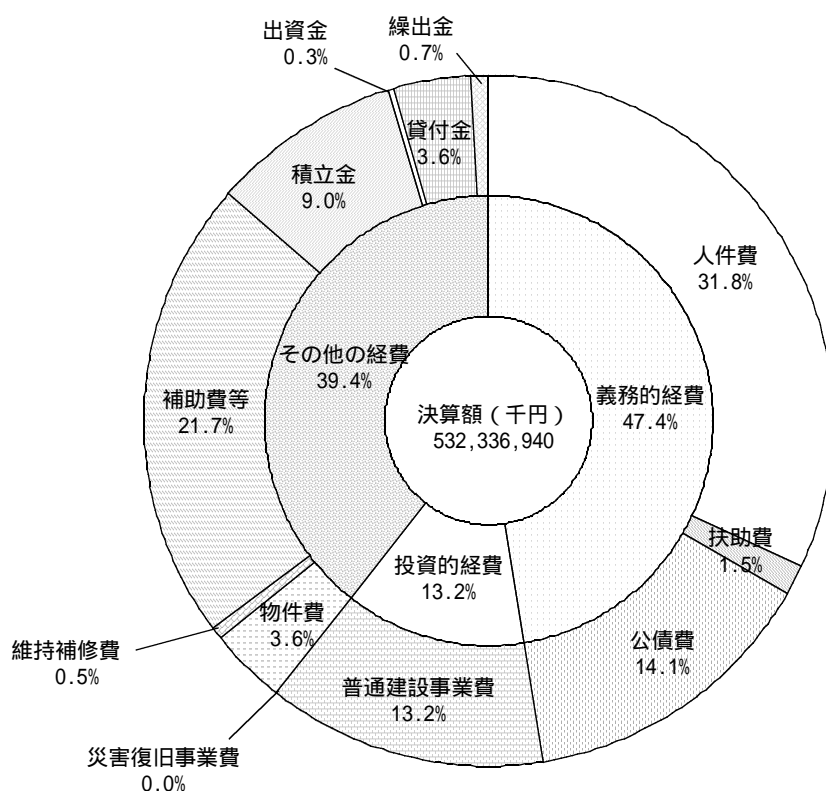 出資金
0.3%
繰出金
0.7%
貸付金
3.6%
積立金
9.0%
人件費
31.8%
その他の経費
39.4%
補助費等
21.7%
決算額（千円）
532,336,940
義務的経費
47.4%
扶助費
1.5%
投資的経費
13.2%
物件費
3.6%
維持補修費
0.5%
公債費
14.1%
普通建設事業費
13.2%
災害復旧事業費
0.0%